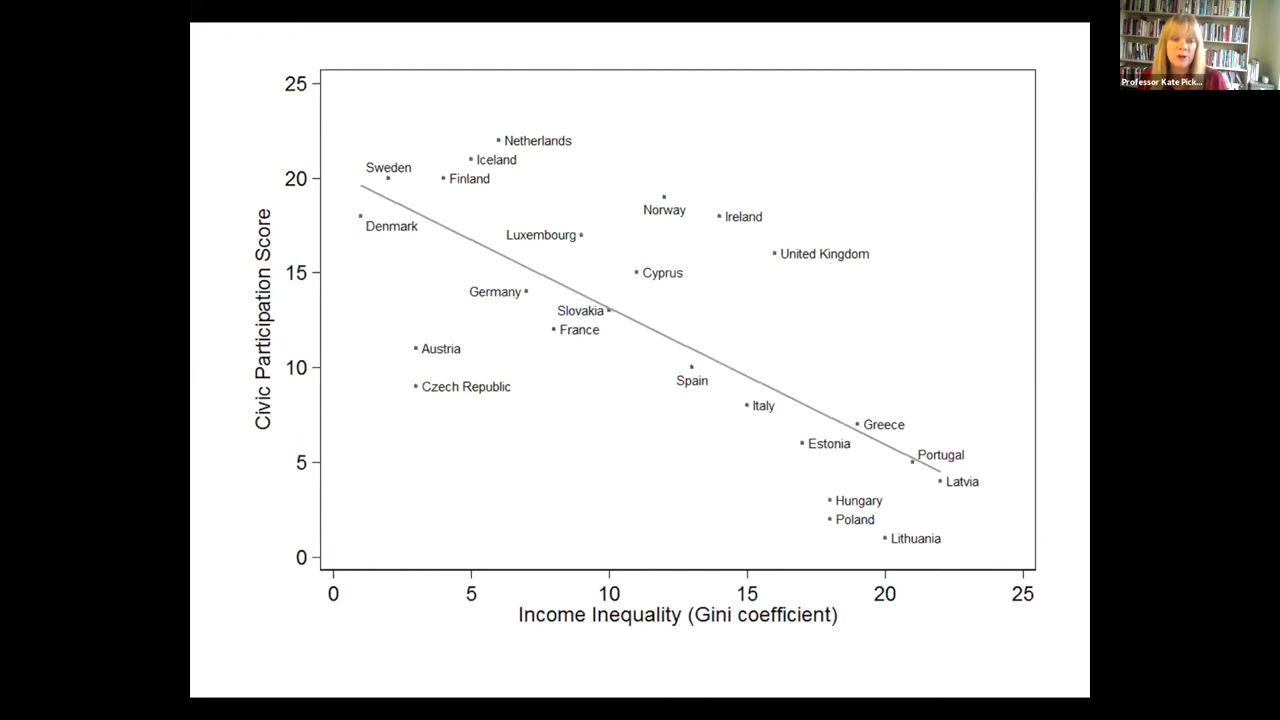 Professor Kate Pick...
25
Netherlands
Iceland
Sweden
20
Finland
Norway
Ireland
Denmark
Luxembourg
United Kingdom
15
Cyprus
Germany
Slovakia
France
Austria
10
Spain
Czech Republic
Italy
Greece
Estonia
Portugal
5
Latvia
Hungary
Poland
Lithuania
0
Civic Participation Score
0 5 10 15 20 25
Income Inequality (Gini coefficient)